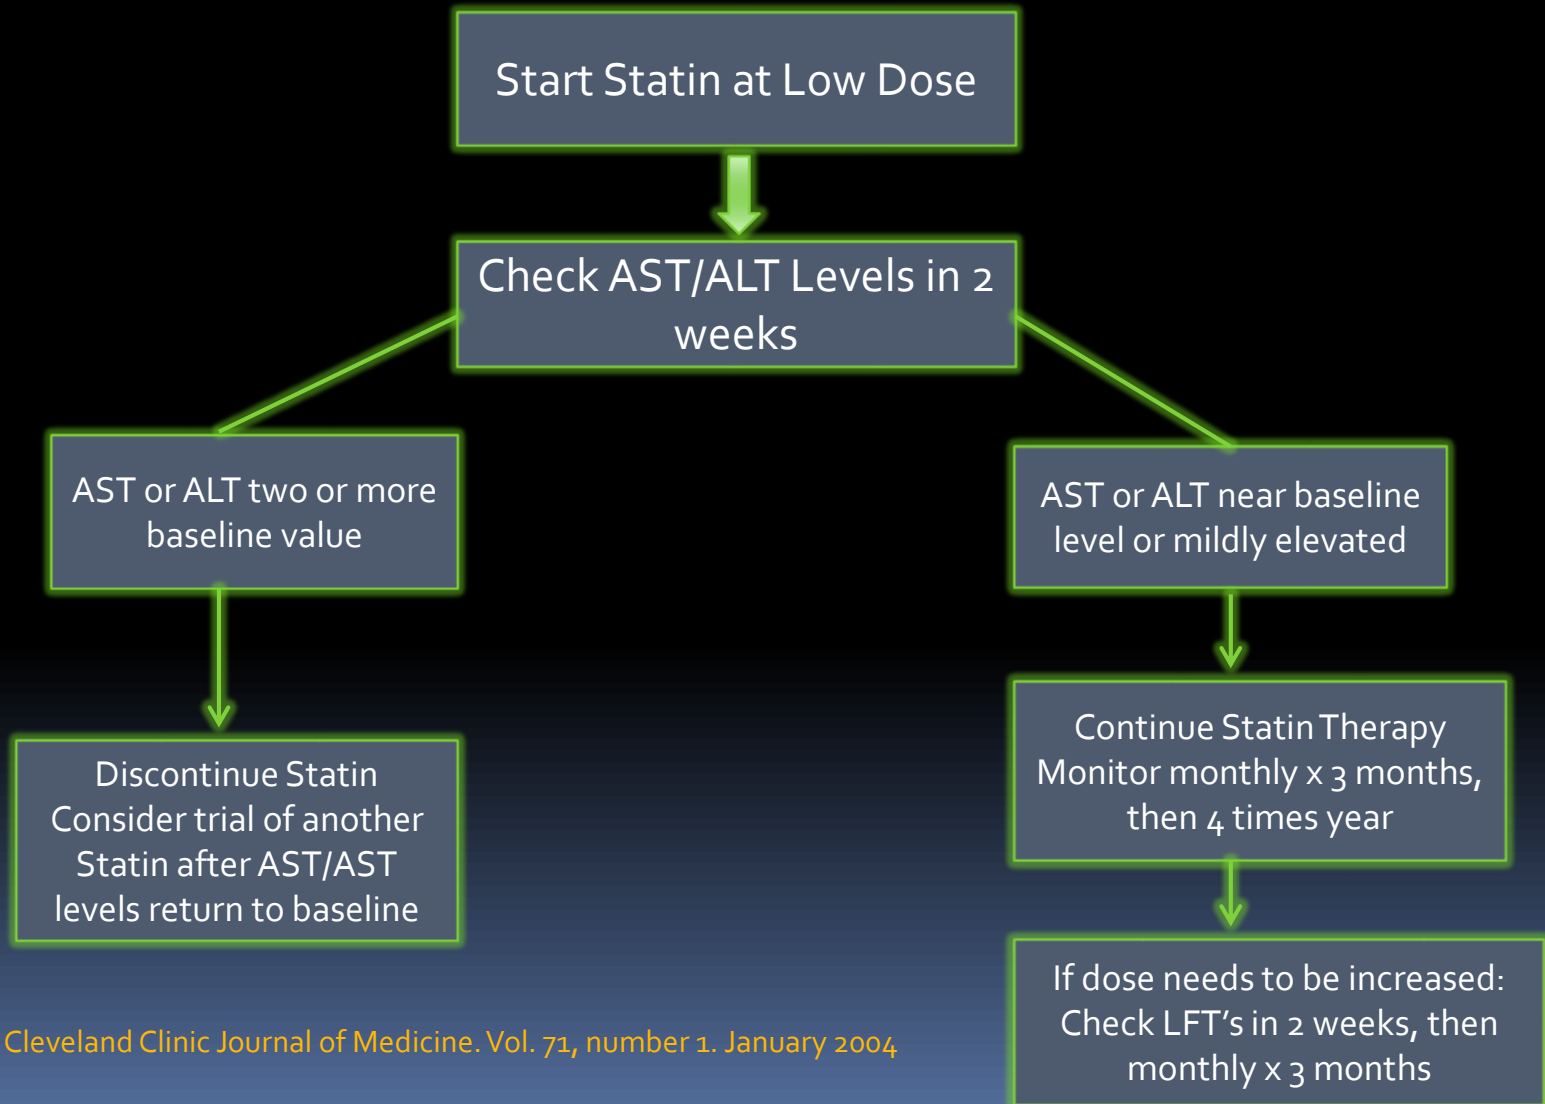 Start Statin at Low Dose
Check AST/ALT Levels in 2
weeks
AST or ALT two or more
baseline value
AST or ALT near baseline
level or mildly elevated
Discontinue Statin
Consider trial of another
Statin after AST/AST
levels return to baseline
Continue Statin Therapy
Monitor monthly x 3 months,
then 4 times year
If dose needs to be increased:
Check LFT's in 2 weeks, then
monthly x 3 months
Cleveland Clinic Journal of Medicine. Vol. 71, number 1. January 2004